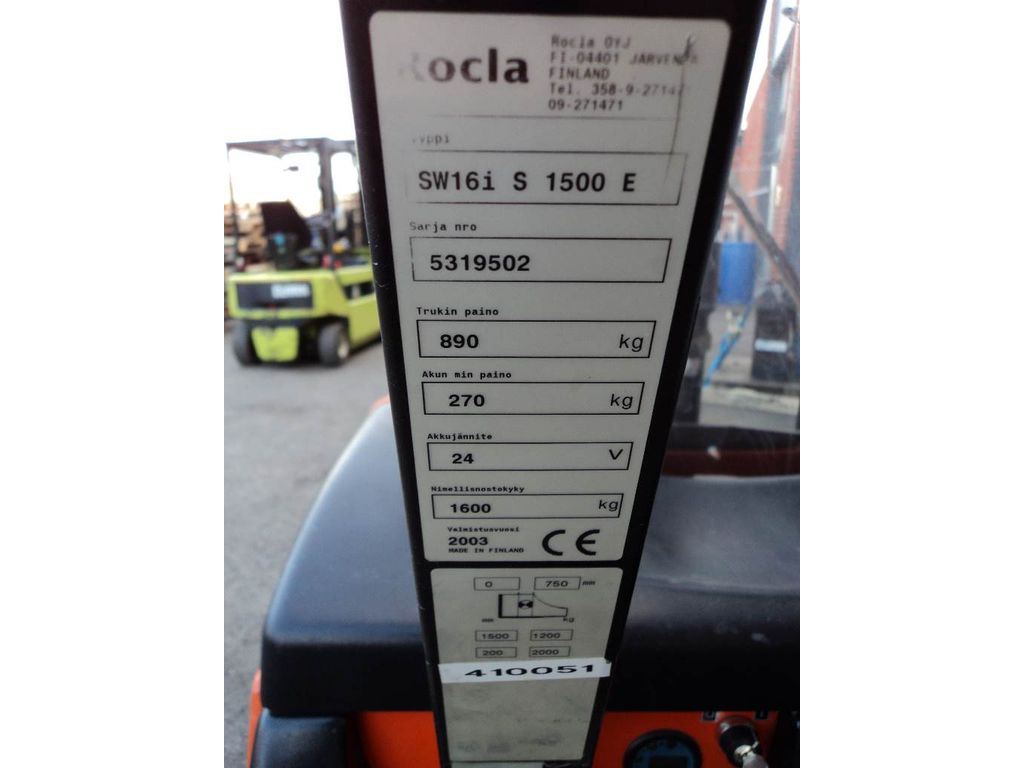 Rocla
Rocla OYJ
FI-04401 JÄRVENPÄ
FINLAND
Tel. 358-9-27147
09-271471
yyppi
SW16i S 1500 E
Sarja nro
5319502
Trukin paino
890 kg
Akun min paino
270 kg
Akkujännite
24 V
Nimellisnostokyky
1600 kg
Valmistusvuosi
2003
MADE IN FINLAND
CE
0 750 mm
mm kg
1500 1200
200 2000
410051